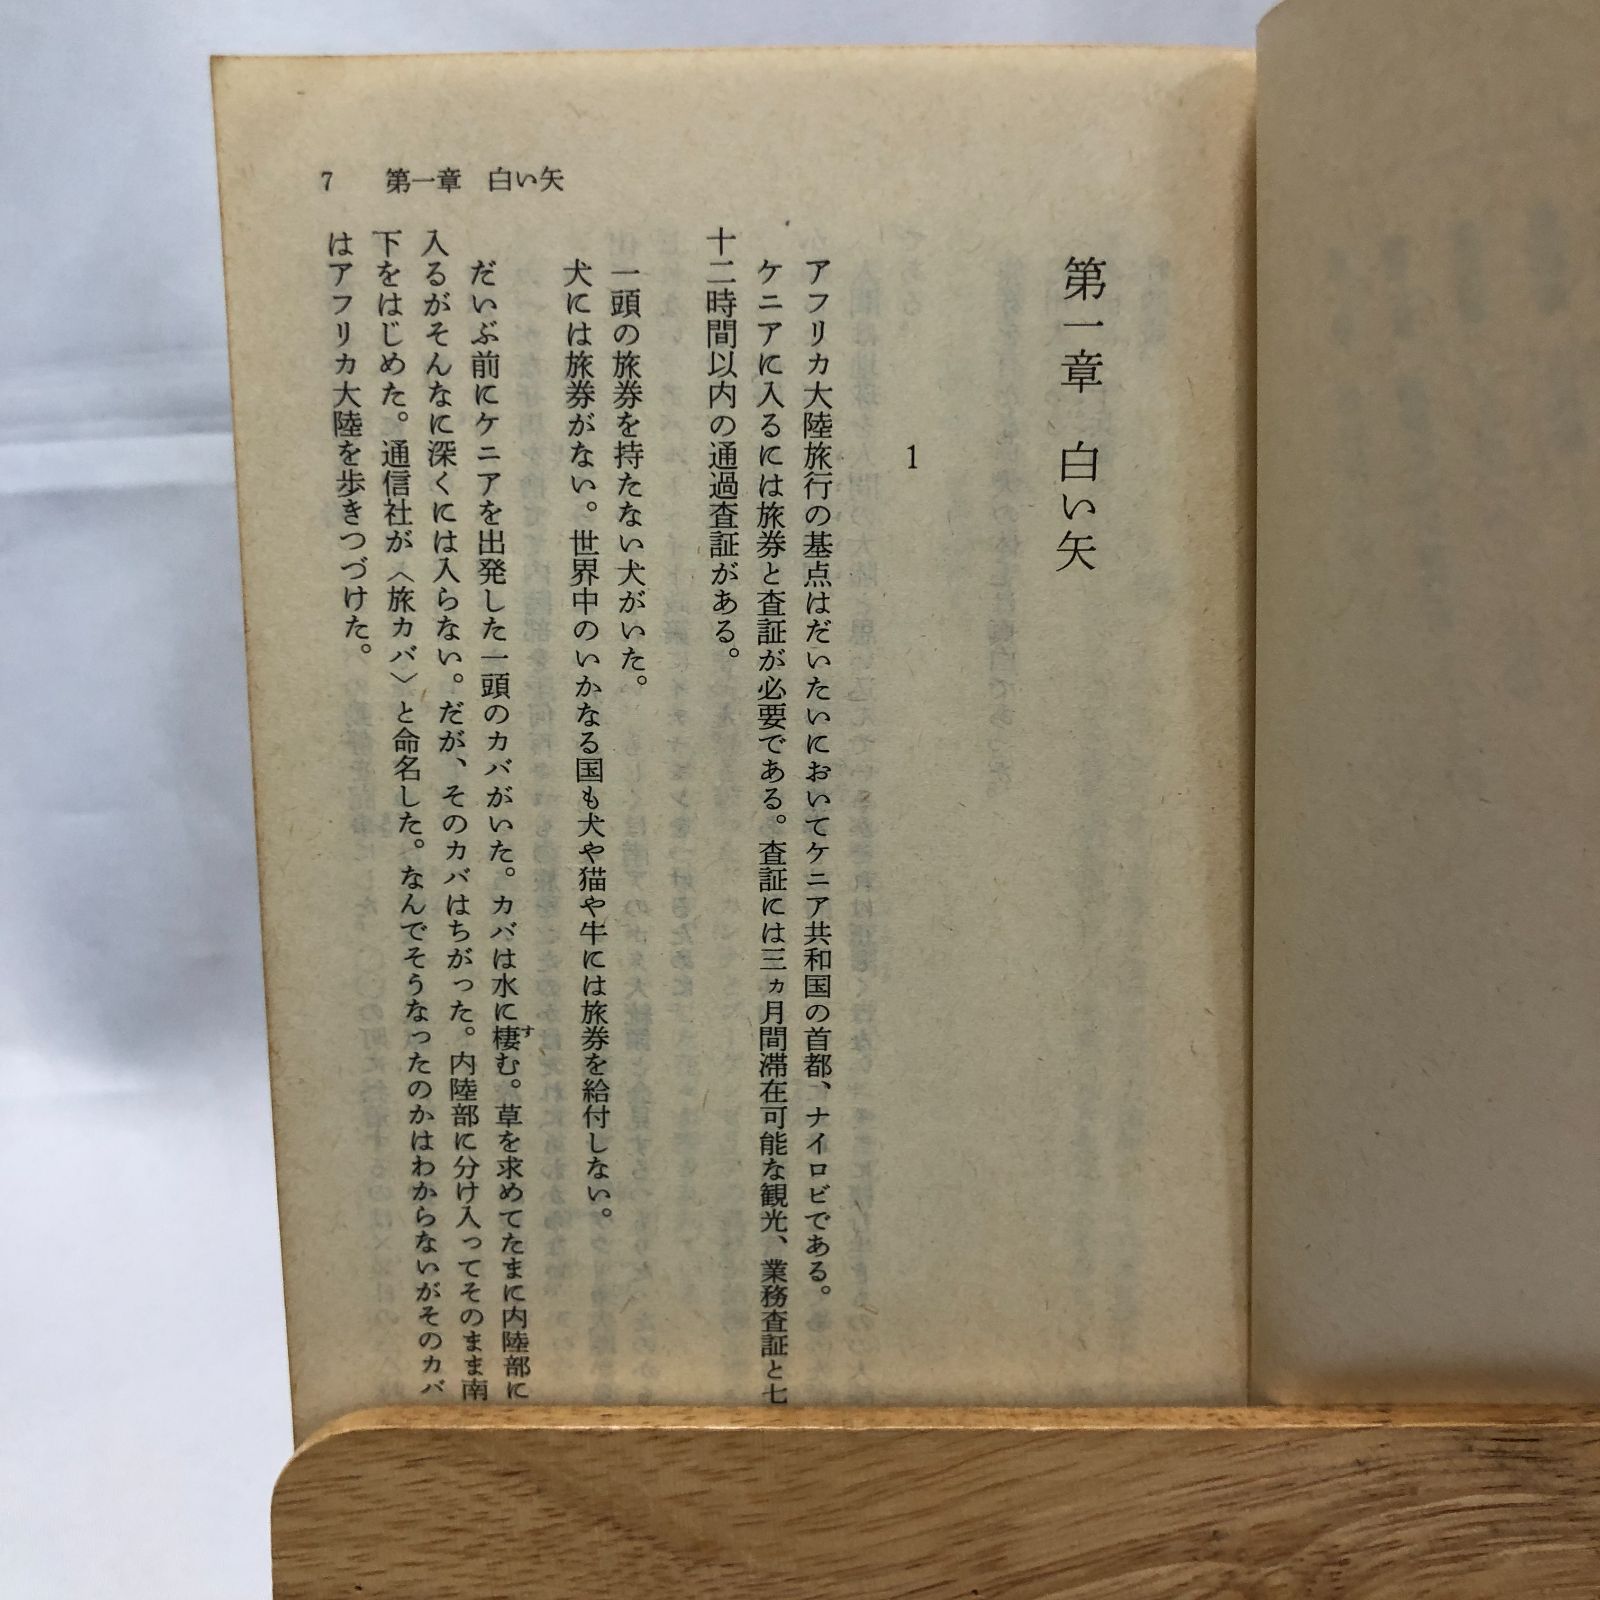 7 第一章 白い矢
第一章 白い矢
1
アフリカ大陸旅行の基点はだいたいにおいてケニア共和国の首都、ナイロビである。
ケニアに入るには旅券と査証が必要である。査証には三ヵ月間滞在可能な観光、業務査証と七
十二時間以内の通過査証がある。
一頭の旅券を持たない犬がいた。
犬には旅券がない。世界中のいかなる国も犬や猫や牛には旅券を給付しない。
だいぶ前にケニアを出発した一頭のカバがいた。カバは水に棲む。草を求めてたまに内陸部に
入るがそんなに深くには入らない。だが、そのカバはちがった。内陸部に分け入ってそのまま南
下をはじめた。通信社が〈旅カバ〉と命名した。なんでそうなったのかはわからないがそのカバ
はアフリカ大陸を歩きつづけた。